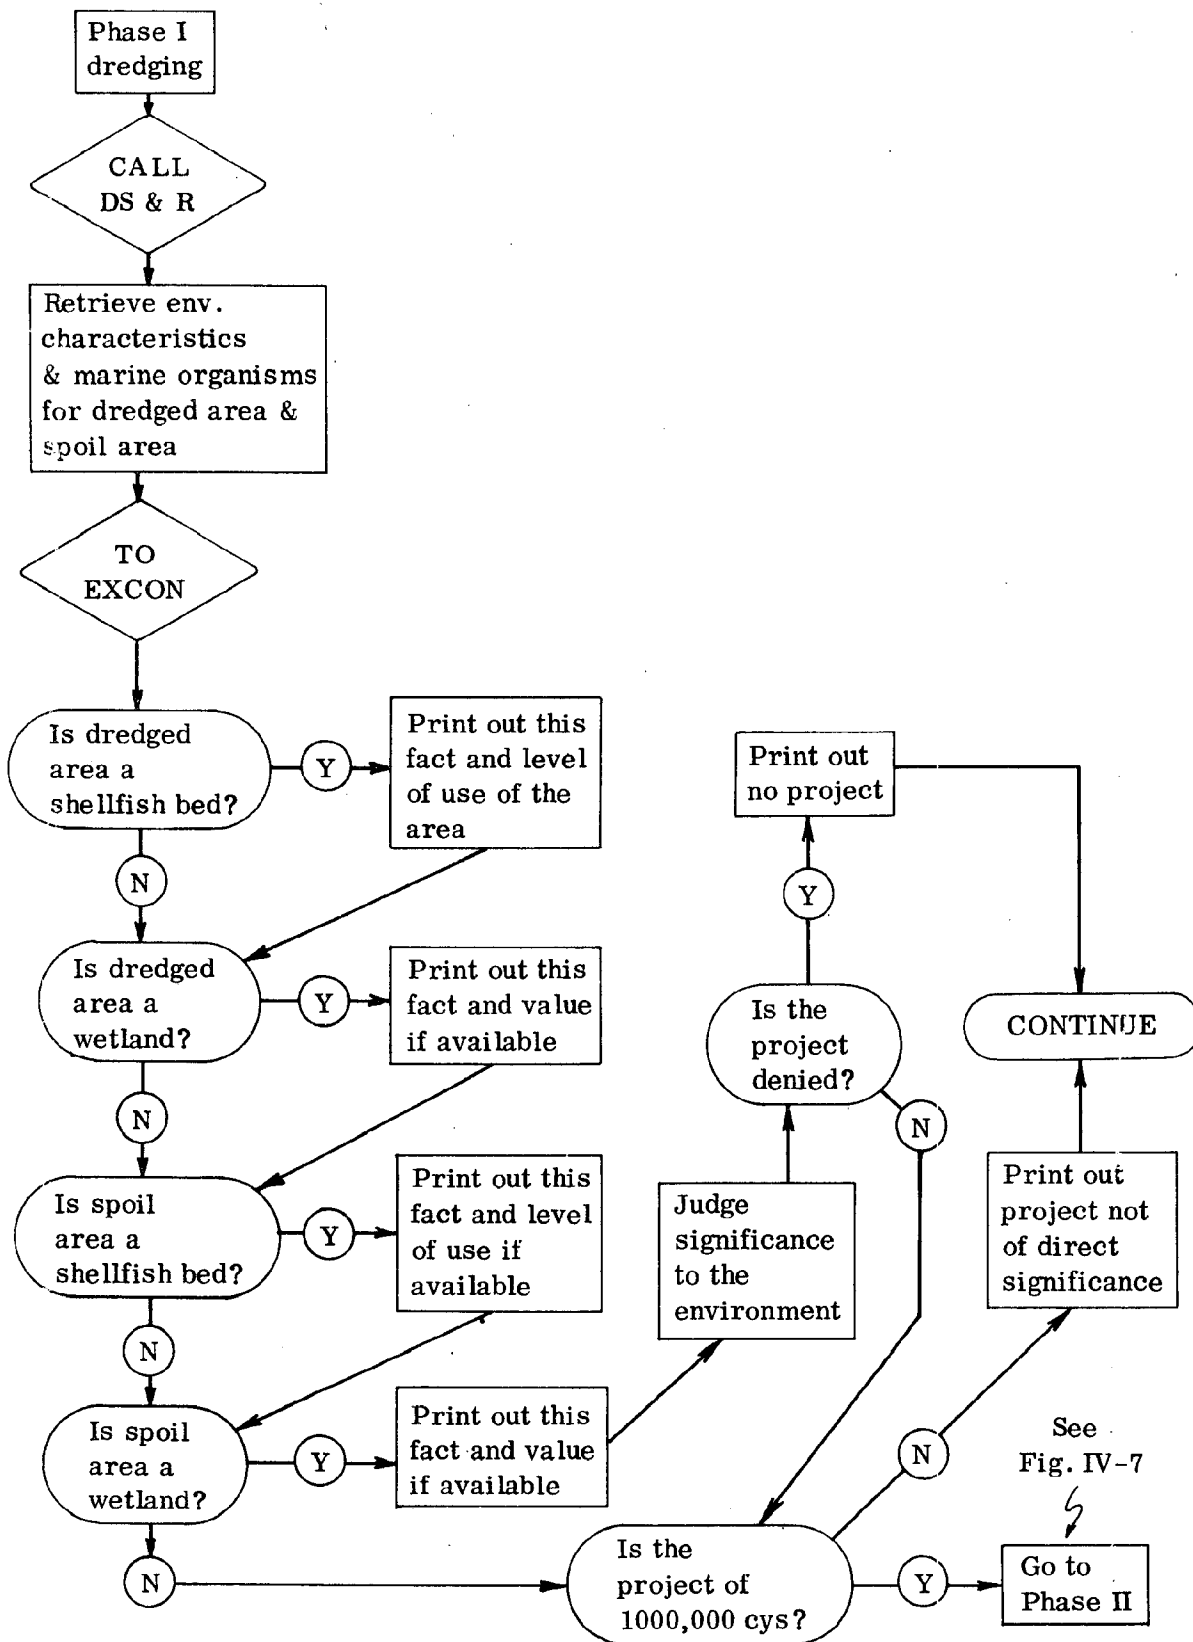 Phase I
dredging
CALL
DS & R
Retrieve env.
characteristics
& marine organisms
for dredged area &
spoil area
TO
EXCON
Is dredged
area a
shellfish bed?
Y
Print out this
fact and level
of use of the
area
N
Is dredged
area a
wetland?
Y
Print out this
fact and value
if available
N
Is spoil
area a
shellfish bed?
Y
Print out this
fact and level
of use if
available
N
Is spoil
area a
wetland?
Y
Print out this
fact and value
if available
N
Judge
significance
to the
environment
Is the
project
denied?
Y
Print out
no project
N
CONTINUE
Print out
project not
of direct
significance
N
Is the
project of
1000,000 cys?
Y
Go to
Phase II
See
Fig. IV-7